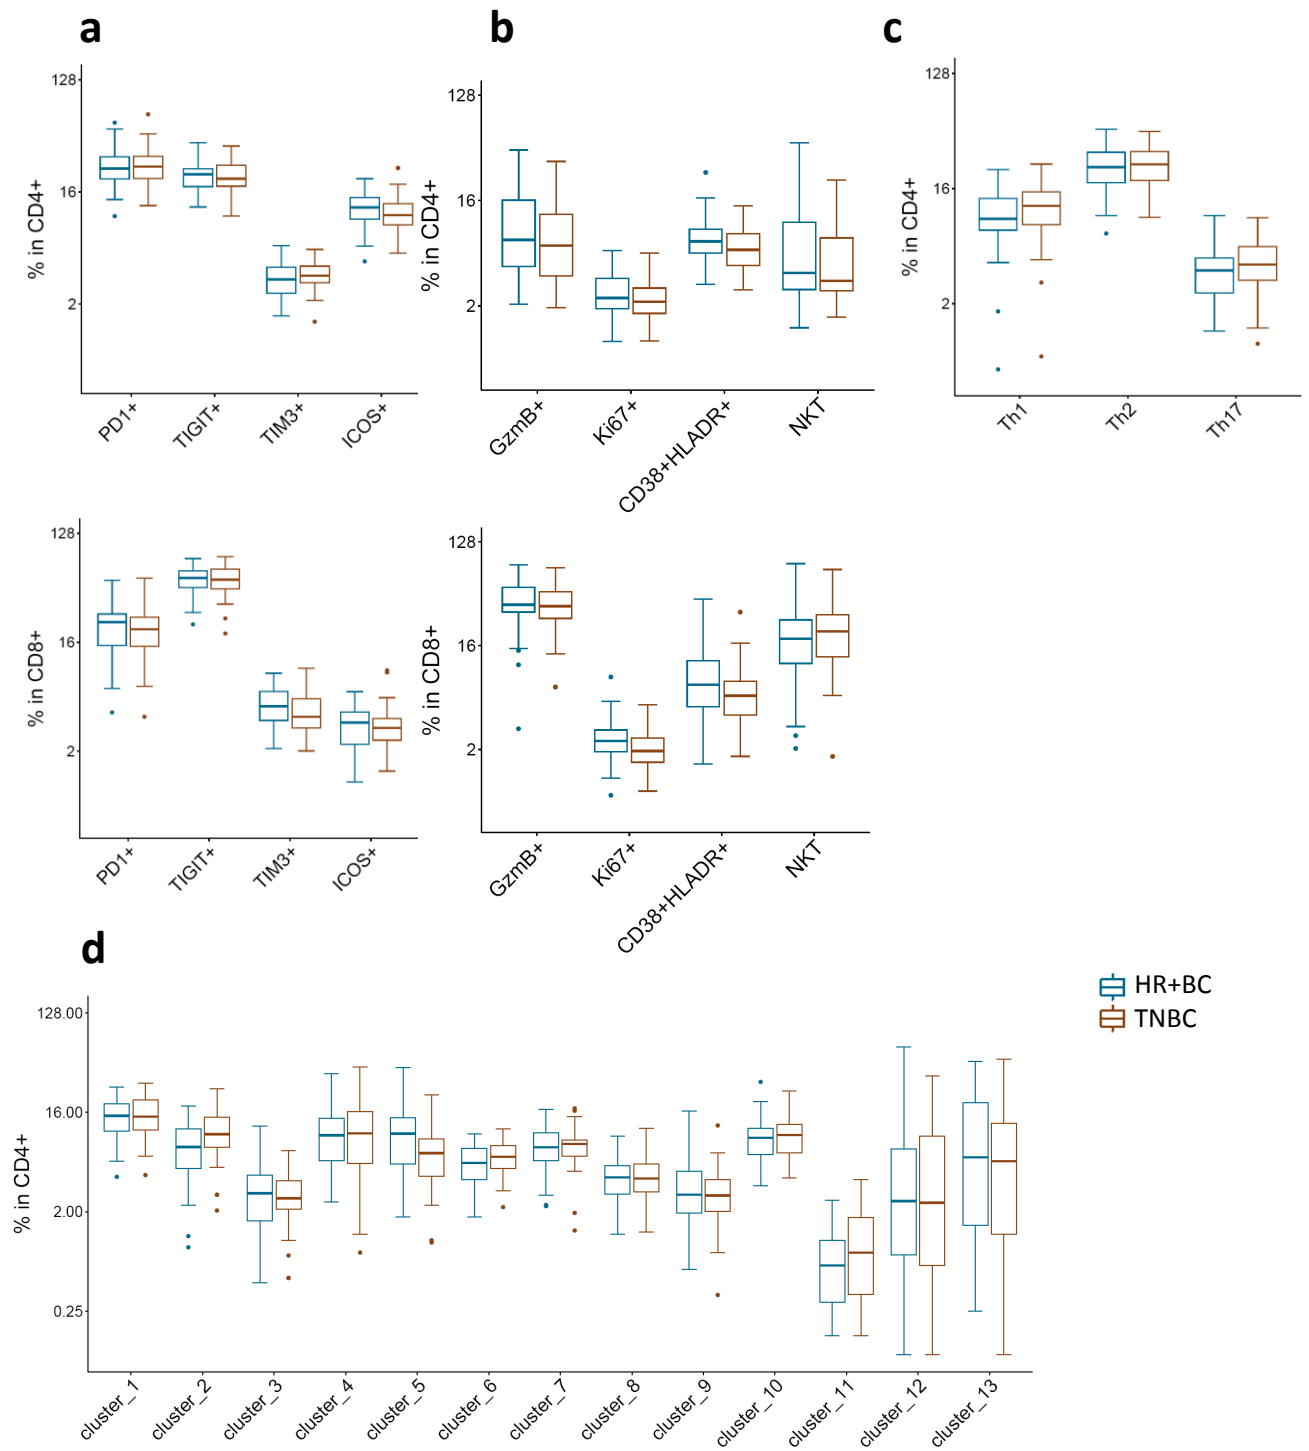 a
128
16
2
% in CD4+
PD1+
TIGIT+
TIM3+
ICOS+
b
128
16
2
% in CD4+
GzmB+
Ki67+
CD38+HLADR+
NKT
c
128
16
2
% in CD4+
Th1
Th2
Th17
128
16
2
% in CD8+
PD1+
TIGIT+
TIM3+
ICOS+
128
16
2
% in CD8+
GzmB+
Ki67+
CD38+HLADR+
NKT
d
128.00
16.00
2.00
0.25
% in CD4+
cluster_1
cluster_2
cluster_3
cluster_4
cluster_5
cluster_6
cluster_7
cluster_8
cluster_9
cluster_10
cluster_11
cluster_12
cluster_13
HR+BC
TNBC